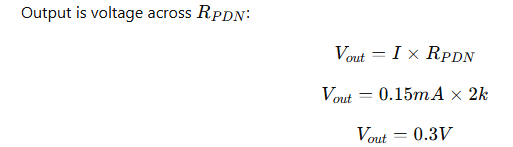 Output is voltage across R_PDN:
V_out = I × R_PDN
V_out = 0.15mA × 2k
V_out = 0.3V